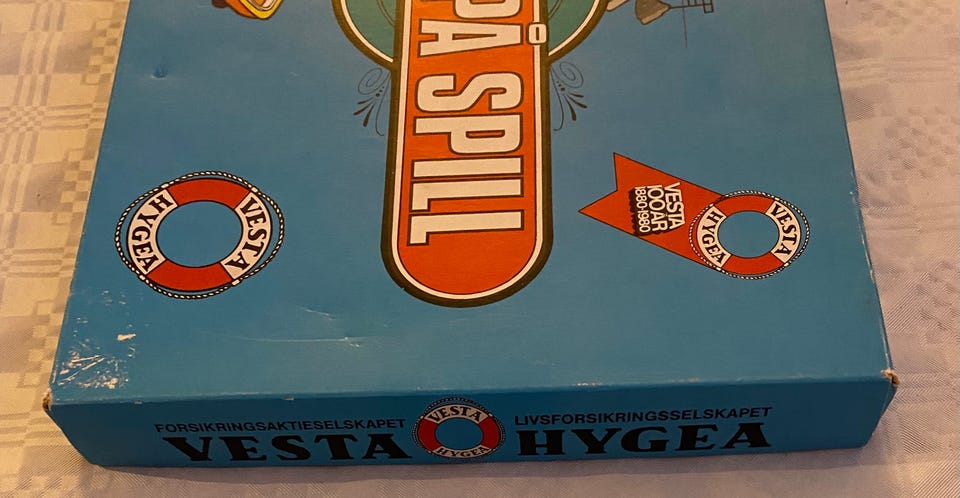 PÅ SPILL
VESTA
HYGEA
VESTA
100 ÅR
1880-1980
VESTA
HYGEA
FORSIKRINGSAKTIESELSKAPET
VESTA
VESTA
HYGEA
LIVSFORSIKRINGSSELSKAPET
HYGEA